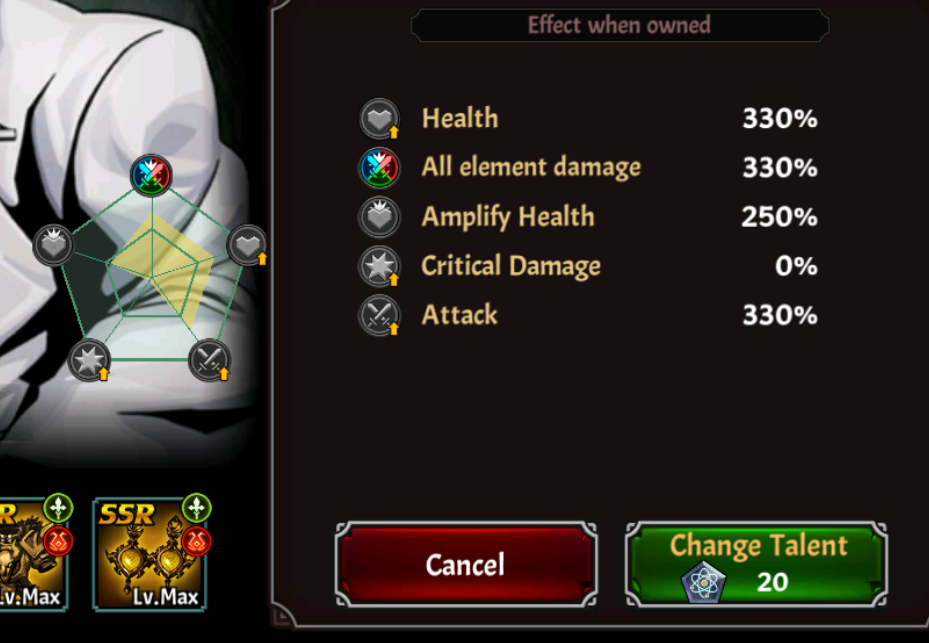 Effect when owned
Health 330%
All element damage 330%
Amplify Health 250%
Critical Damage 0%
Attack 330%
R SSR
Lv.Max Lv.Max
Cancel
Change Talent
20